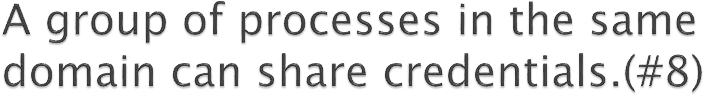 A group of processes in the same
domain can share credentials.(#8)